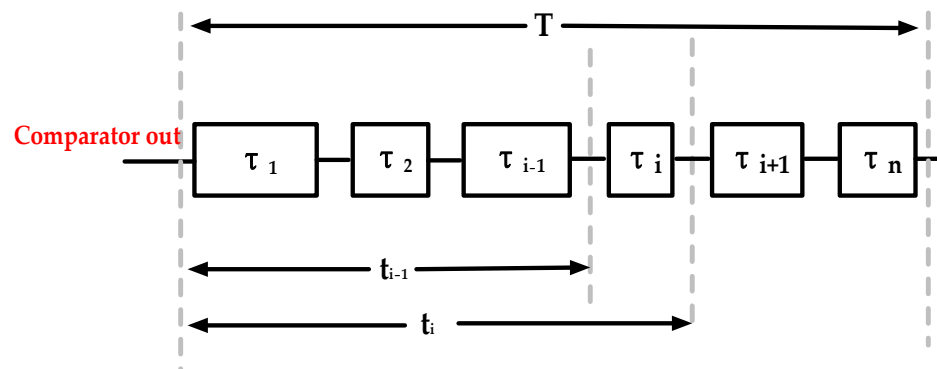 T
Comparator out
τ 1 τ 2 τ i-1 τ i τ i+1 τ n
ti-1
ti